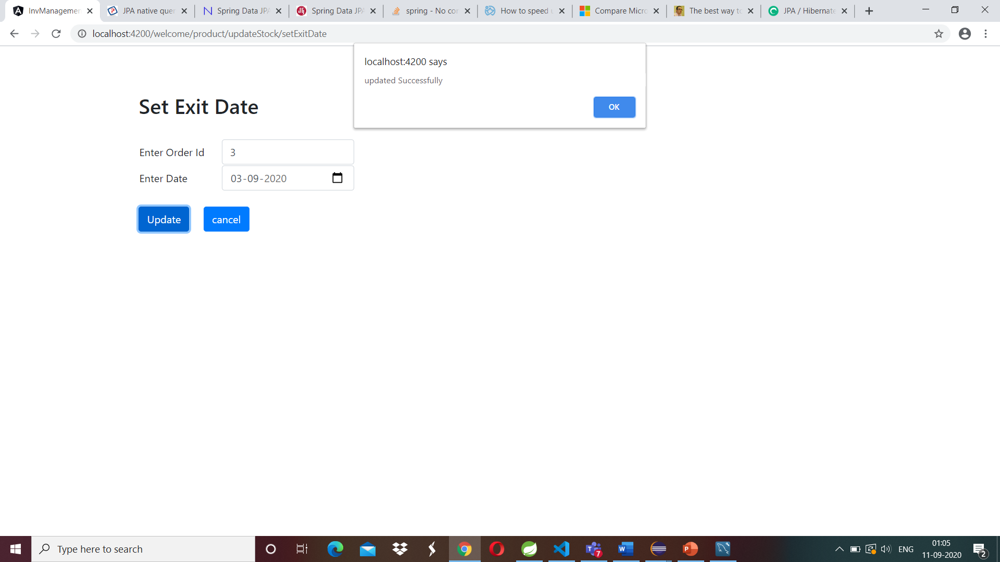 InvManagemen
JPA native quer
Spring Data JPA
Spring Data JPA
spring - No con
How to speed u
Compare Micro
The best way to
JPA / Hibernate
localhost:4200/welcome/product/updateStock/setExitDate
localhost:4200 says
updated Successfully
OK
Set Exit Date
Enter Order Id
3
Enter Date
03-09-2020
Update
cancel
Type here to search
7
ENG
01:05
11-09-2020
2